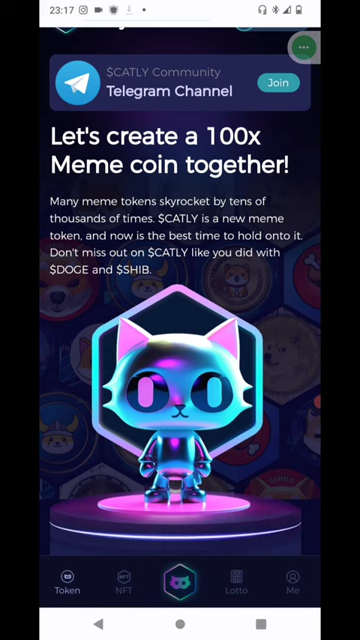 23:17
$CATLY Community
Telegram Channel
Join
Let's create a 100x
Meme coin together!
Many meme tokens skyrocket by tens of
thousands of times. $CATLY is a new meme
token, and now is the best time to hold onto it.
Don't miss out on $CATLY like you did with
$DOGE and $SHIB.
SHIBA
NFT
Token
NFT
Lotto
Me